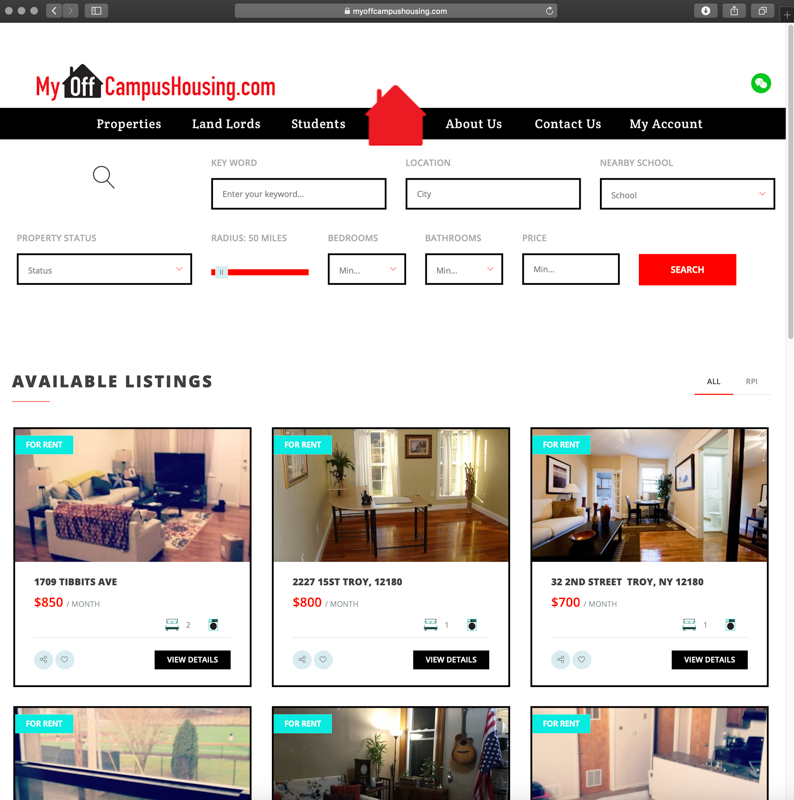 myoffcampushousing.com
My Off CampusHousing.com
Properties Land Lords Students About Us Contact Us My Account
KEY WORD LOCATION NEARBY SCHOOL
Enter your keyword... City School
PROPERTY STATUS RADIUS: 50 MILES BEDROOMS BATHROOMS PRICE
Status Min... Min... Min... SEARCH
AVAILABLE LISTINGS ALL RPI
FOR RENT FOR RENT FOR RENT
1709 TIBBITS AVE 2227 15ST TROY, 12180 32 2ND STREET TROY, NY 12180
$850 / MONTH $800 / MONTH $700 / MONTH
2 1 1
VIEW DETAILS VIEW DETAILS VIEW DETAILS
FOR RENT FOR RENT FOR RENT